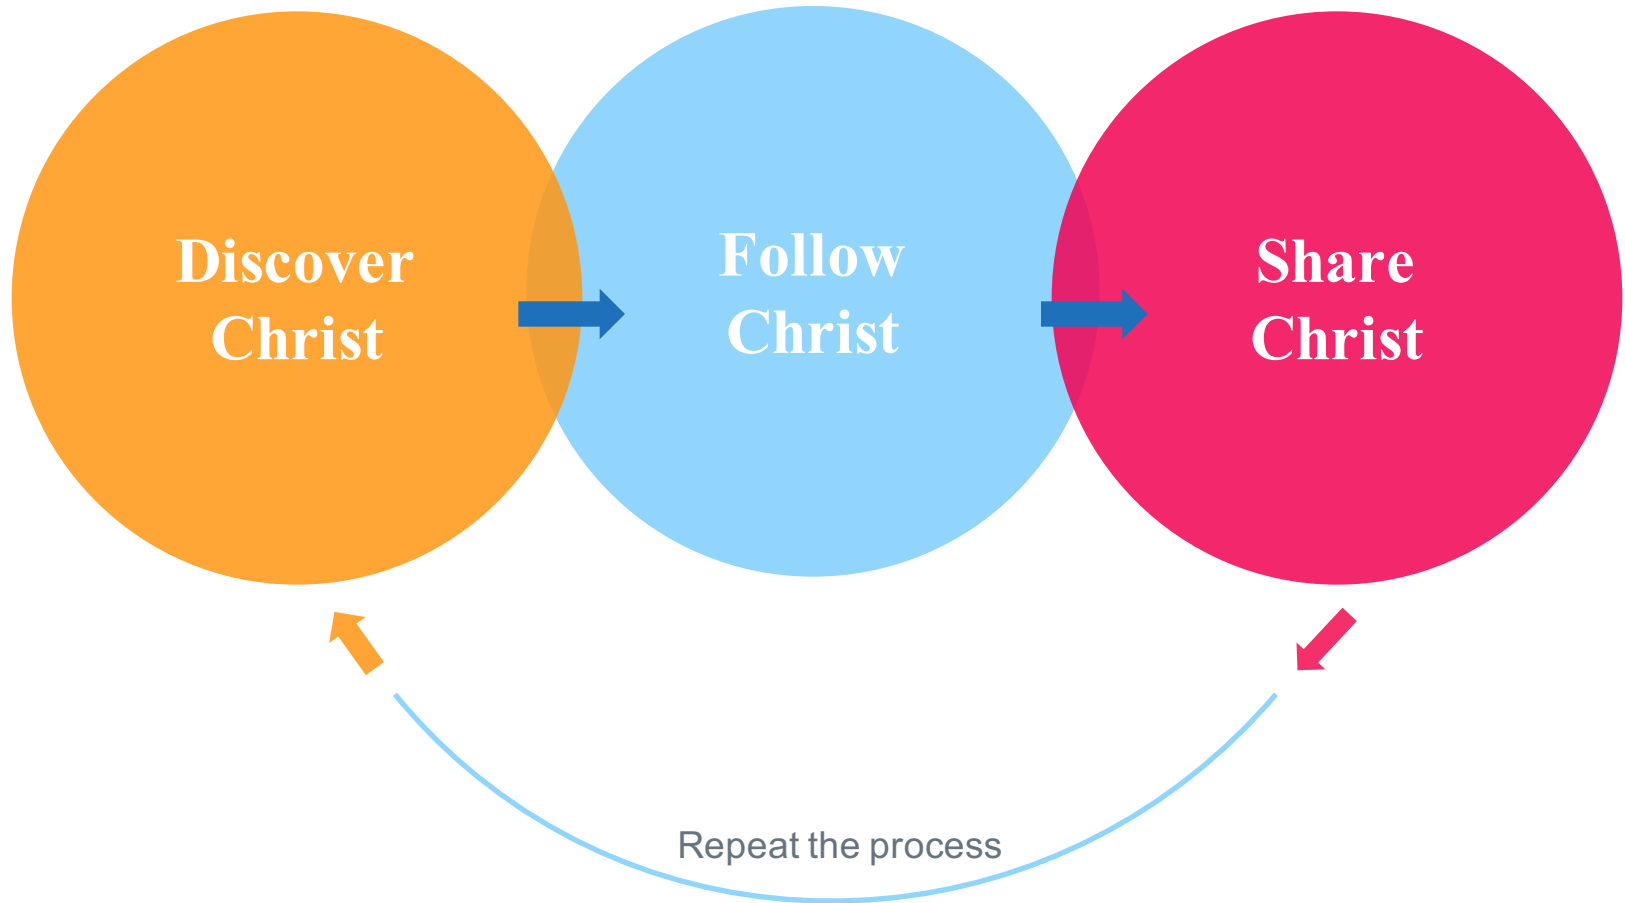 Discover
Christ
Follow
Christ
Share
Christ
Repeat the process